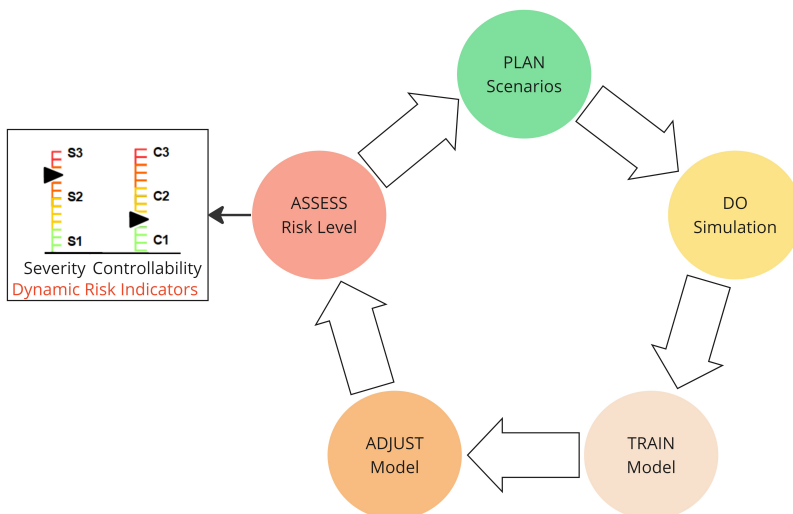 PLAN
Scenarios
DO
Simulation
TRAIN
Model
ADJUST
Model
ASSESS
Risk Level
S3
S2
S1
C3
C2
C1
Severity Controllability
Dynamic Risk Indicators